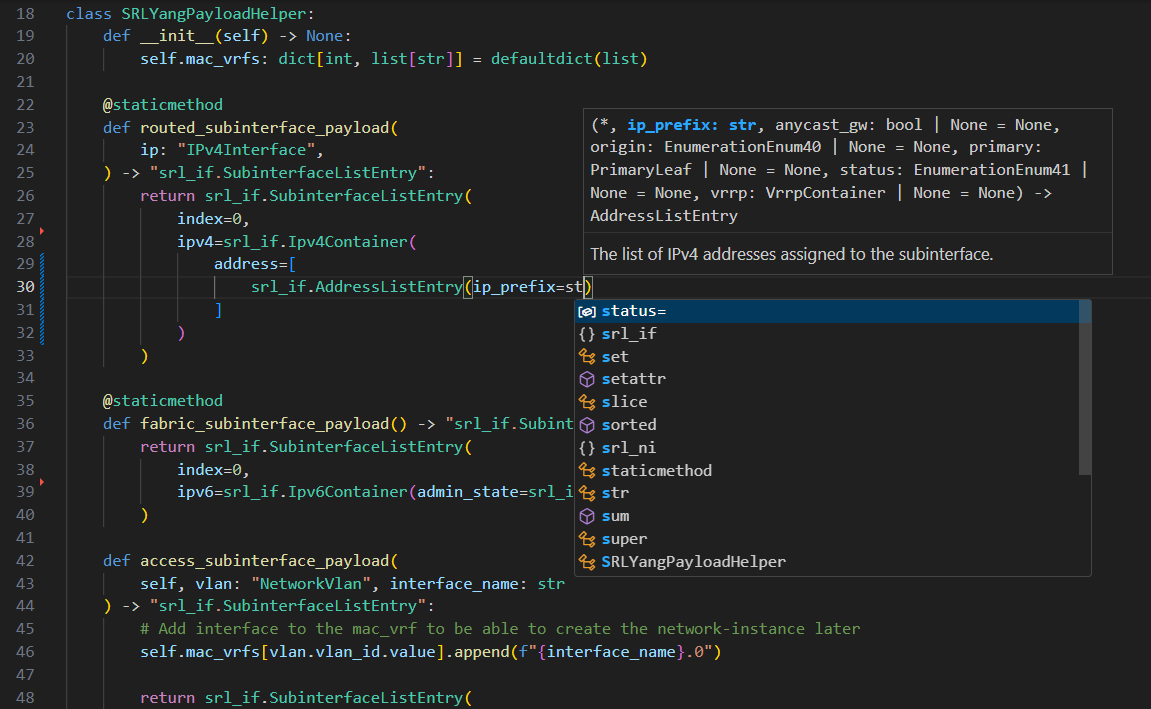 18 class SRLYangPayloadHelper:
19     def __init__(self) -> None:
20         self.mac_vrfs: dict[int, list[str]] = defaultdict(list)
21
22     @staticmethod
23     def routed_subinterface_payload(
24         ip: "IPv4Interface",
25     ) -> "srl_if.SubinterfaceListEntry":
26         return srl_if.SubinterfaceListEntry(
27             index=0,
28             ipv4=srl_if.Ipv4Container(
29                 address=[
30                     srl_if.AddressListEntry(ip_prefix=st)
31                 ]
32             )
33         )
34
35     @staticmethod
36     def fabric_subinterface_payload() -> "srl_if.Subint
37         return srl_if.SubinterfaceListEntry(
38             index=0,
39             ipv6=srl_if.Ipv6Container(admin_state=srl_i
40         )
41
42     def access_subinterface_payload(
43         self, vlan: "NetworkVlan", interface_name: str
44     ) -> "srl_if.SubinterfaceListEntry":
45         # Add interface to the mac_vrf to be able to create the network-instance later
46         self.mac_vrfs[vlan.vlan_id.value].append(f"{interface_name}.0")
47
48         return srl_if.SubinterfaceListEntry(
(*, ip_prefix: str, anycast_gw: bool | None = None,
origin: EnumerationEnum40 | None = None, primary:
PrimaryLeaf | None = None, status: EnumerationEnum41 |
None = None, vrrp: VrrpContainer | None = None) ->
AddressListEntry
The list of IPv4 addresses assigned to the subinterface.
status=
srl_if
set
setattr
slice
sorted
srl_ni
staticmethod
str
sum
super
SRLYangPayloadHelper